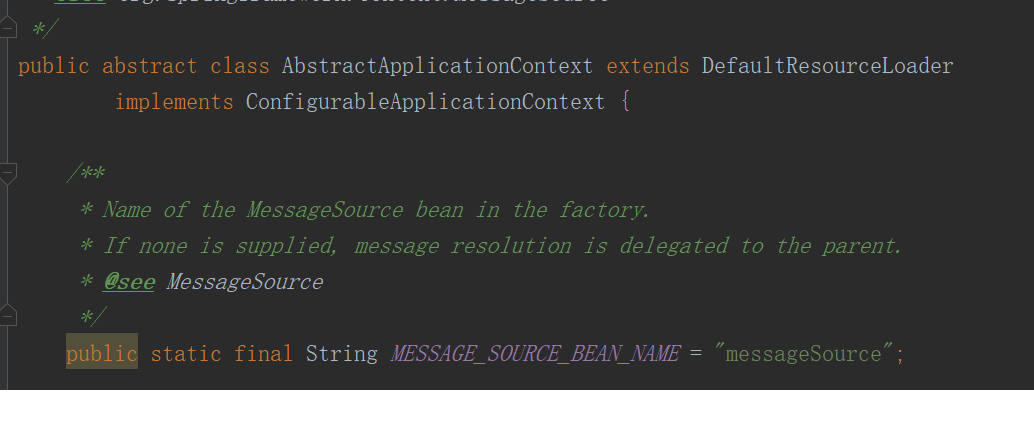 */
public abstract class AbstractApplicationContext extends DefaultResourceLoader
implements ConfigurableApplicationContext {
/**
* Name of the MessageSource bean in the factory.
* If none is supplied, message resolution is delegated to the parent.
* @see MessageSource
*/
public static final String MESSAGE_SOURCE_BEAN_NAME = "messageSource";